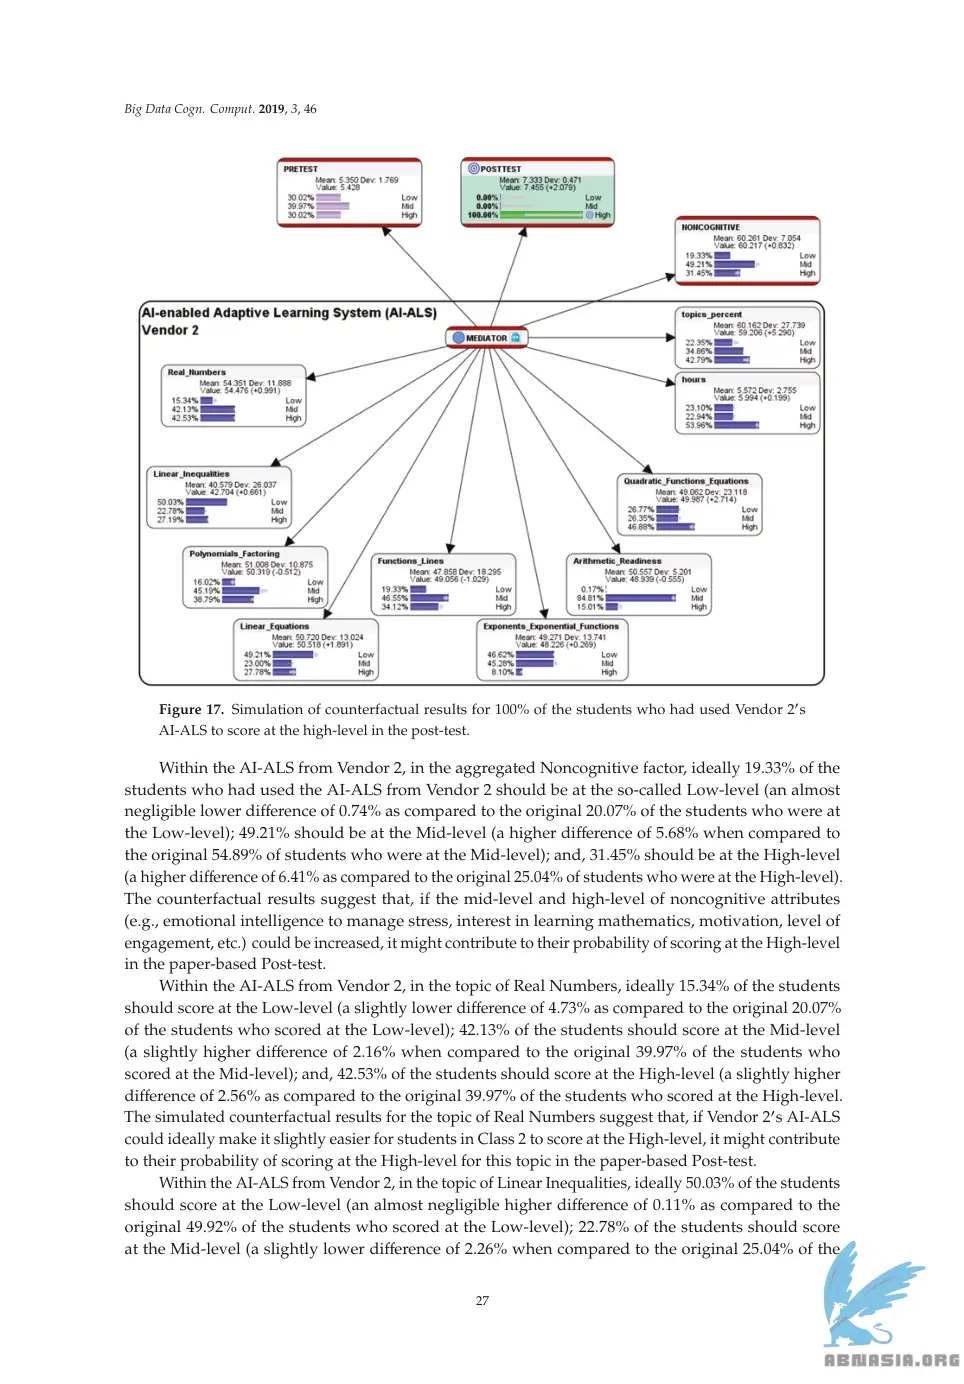 Big Data Cogn. Comput. 2019, 3, 46
PRETEST
Mean: 5.350 Dev: 1.769
Value: 5.428
30.02% Low
39.97% Mid
30.02% High
POSTTEST
Mean: 7.333 Dev: 0.471
Value: 7.455 (+2.079)
0.00% Low
0.00% Mid
100.00% High
NONCOGNITIVE
Mean: 60.261 Dev: 7.054
Value: 60.217 (+0.832)
19.33% Low
49.21% Mid
31.45% High
AI-enabled Adaptive Learning System (AI-ALS)
Vendor 2
MEDIATOR
topics_percent
Mean: 60.162 Dev: 27.739
Value: 59.206 (+5.290)
22.35% Low
34.86% Mid
42.79% High
Real_Numbers
Mean: 54.351 Dev: 11.888
Value: 54.476 (+0.991)
15.34% Low
42.13% Mid
42.53% High
hours
Mean: 5.572 Dev: 2.755
Value: 5.994 (+0.199)
23.10% Low
22.94% Mid
53.96% High
Linear_Inequalities
Mean: 40.579 Dev: 26.037
Value: 42.704 (+0.661)
50.03% Low
22.78% Mid
27.19% High
Quadratic_Functions_Equations
Mean: 49.062 Dev: 23.118
Value: 49.987 (+2.714)
26.77% Low
26.35% Mid
46.88% High
Polynomials_Factoring
Mean: 51.008 Dev: 10.875
Value: 50.319 (-0.512)
16.02% Low
45.19% Mid
38.79% High
Functions_Lines
Mean: 47.858 Dev: 18.295
Value: 49.056 (-1.029)
19.33% Low
46.55% Mid
34.12% High
Arithmetic_Readiness
Mean: 50.557 Dev: 5.201
Value: 48.939 (-0.555)
0.17% Low
84.81% Mid
15.01% High
Linear_Equations
Mean: 50.720 Dev: 13.024
Value: 50.518 (+1.891)
49.21% Low
23.00% Mid
27.78% High
Exponents_Exponential_Functions
Mean: 49.271 Dev: 13.741
Value: 48.226 (+0.269)
46.62% Low
45.28% Mid
8.10% High
Figure 17. Simulation of counterfactual results for 100% of the students who had used Vendor 2's
AI-ALS to score at the high-level in the post-test.
Within the AI-ALS from Vendor 2, in the aggregated Noncognitive factor, ideally 19.33% of the
students who had used the AI-ALS from Vendor 2 should be at the so-called Low-level (an almost
negligible lower difference of 0.74% as compared to the original 20.07% of the students who were at
the Low-level); 49.21% should be at the Mid-level (a higher difference of 5.68% when compared to
the original 54.89% of students who were at the Mid-level); and, 31.45% should be at the High-level
(a higher difference of 6.41% as compared to the original 25.04% of students who were at the High-level).
The counterfactual results suggest that, if the mid-level and high-level of noncognitive attributes
(e.g., emotional intelligence to manage stress, interest in learning mathematics, motivation, level of
engagement, etc.) could be increased, it might contribute to their probability of scoring at the High-level
in the paper-based Post-test.
Within the AI-ALS from Vendor 2, in the topic of Real Numbers, ideally 15.34% of the students
should score at the Low-level (a slightly lower difference of 4.73% as compared to the original 20.07%
of the students who scored at the Low-level); 42.13% of the students should score at the Mid-level
(a slightly higher difference of 2.16% when compared to the original 39.97% of the students who
scored at the Mid-level); and, 42.53% of the students should score at the High-level (a slightly higher
difference of 2.56% as compared to the original 39.97% of the students who scored at the High-level.
The simulated counterfactual results for the topic of Real Numbers suggest that, if Vendor 2's AI-ALS
could ideally make it slightly easier for students in Class 2 to score at the High-level, it might contribute
to their probability of scoring at the High-level for this topic in the paper-based Post-test.
Within the AI-ALS from Vendor 2, in the topic of Linear Inequalities, ideally 50.03% of the students
should score at the Low-level (an almost negligible higher difference of 0.11% as compared to the
original 49.92% of the students who scored at the Low-level); 22.78% of the students should score
at the Mid-level (a slightly lower difference of 2.26% when compared to the original 25.04% of the
27
ABNASIA.ORG